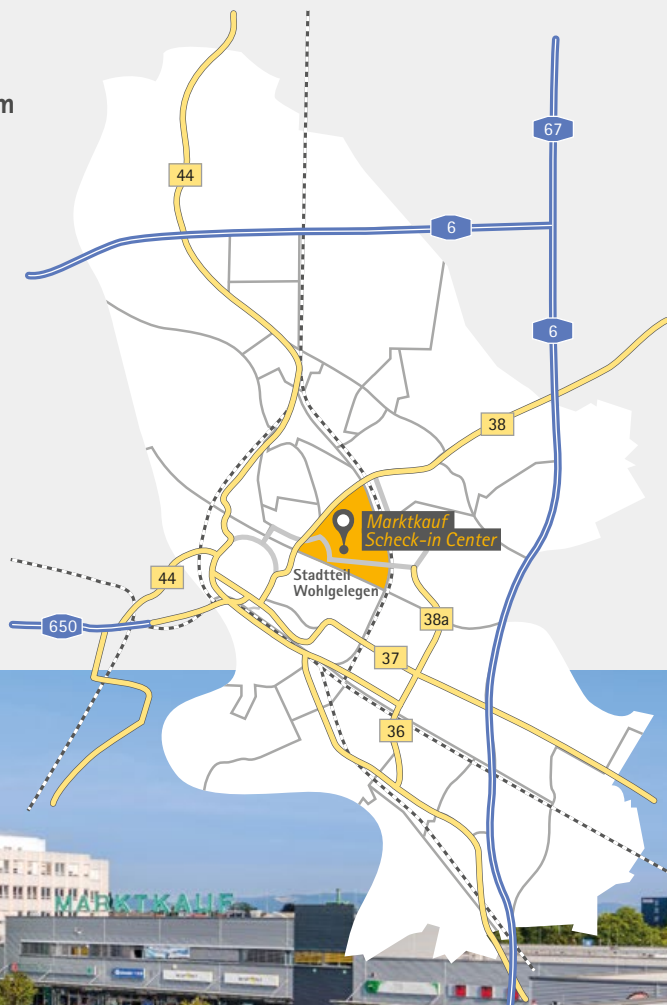 m
67
44
6
6
38
Marktkauf
Scheck-in Center
Stadtteil
Wohlgelegen
44
38a
650
37
36
MARKTKAUF